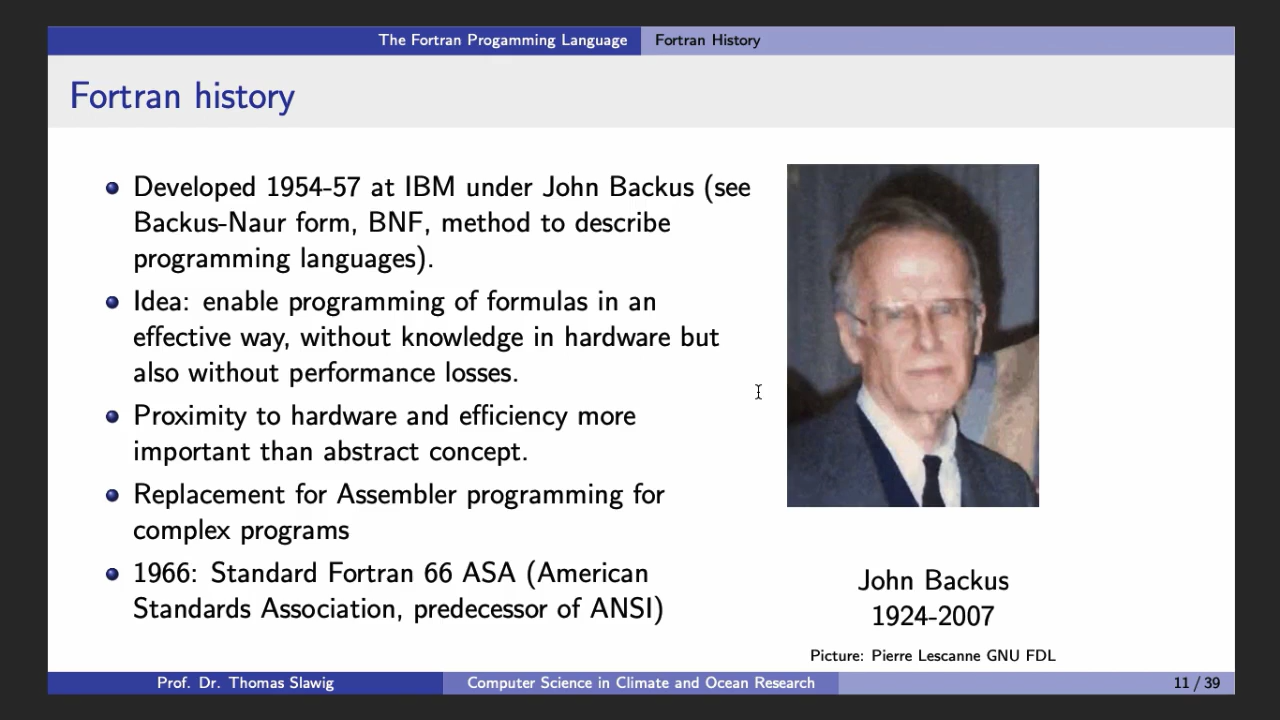 The Fortran Progamming Language Fortran History
Fortran history
Developed 1954-57 at IBM under John Backus (see
Backus-Naur form, BNF, method to describe
programming languages).
Idea: enable programming of formulas in an
effective way, without knowledge in hardware but
also without performance losses.
Proximity to hardware and efficiency more
important than abstract concept.
Replacement for Assembler programming for
complex programs
1966: Standard Fortran 66 ASA (American
Standards Association, predecessor of ANSI)
John Backus
1924-2007
Picture: Pierre Lescanne GNU FDL
Prof. Dr. Thomas Slawig Computer Science in Climate and Ocean Research 11 / 39